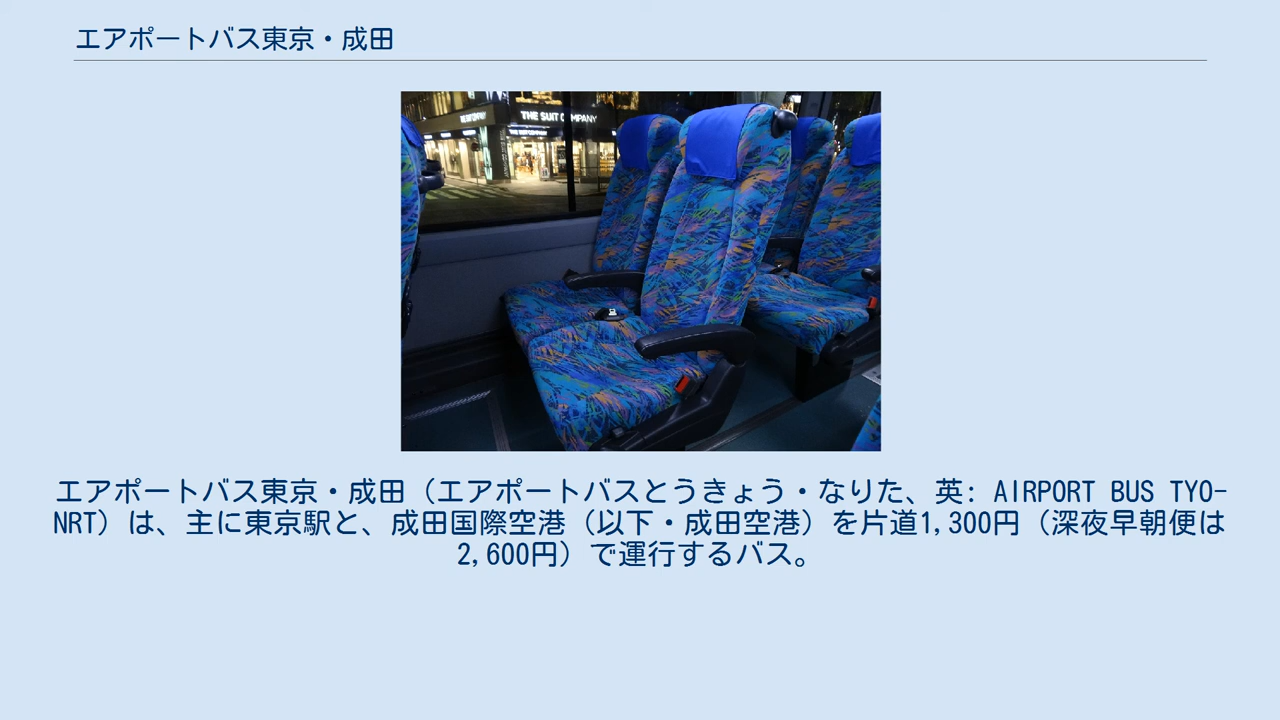 エアポートバス東京・成田
THE SUIT COMPANY
エアポートバス東京・成田（エアポートバスとうきょう・なりた、英: AIRPORT BUS TYO-
NRT）は、主に東京駅と、成田国際空港（以下・成田空港）を片道1,300円（深夜早朝便は
2,600円）で運行するバス。